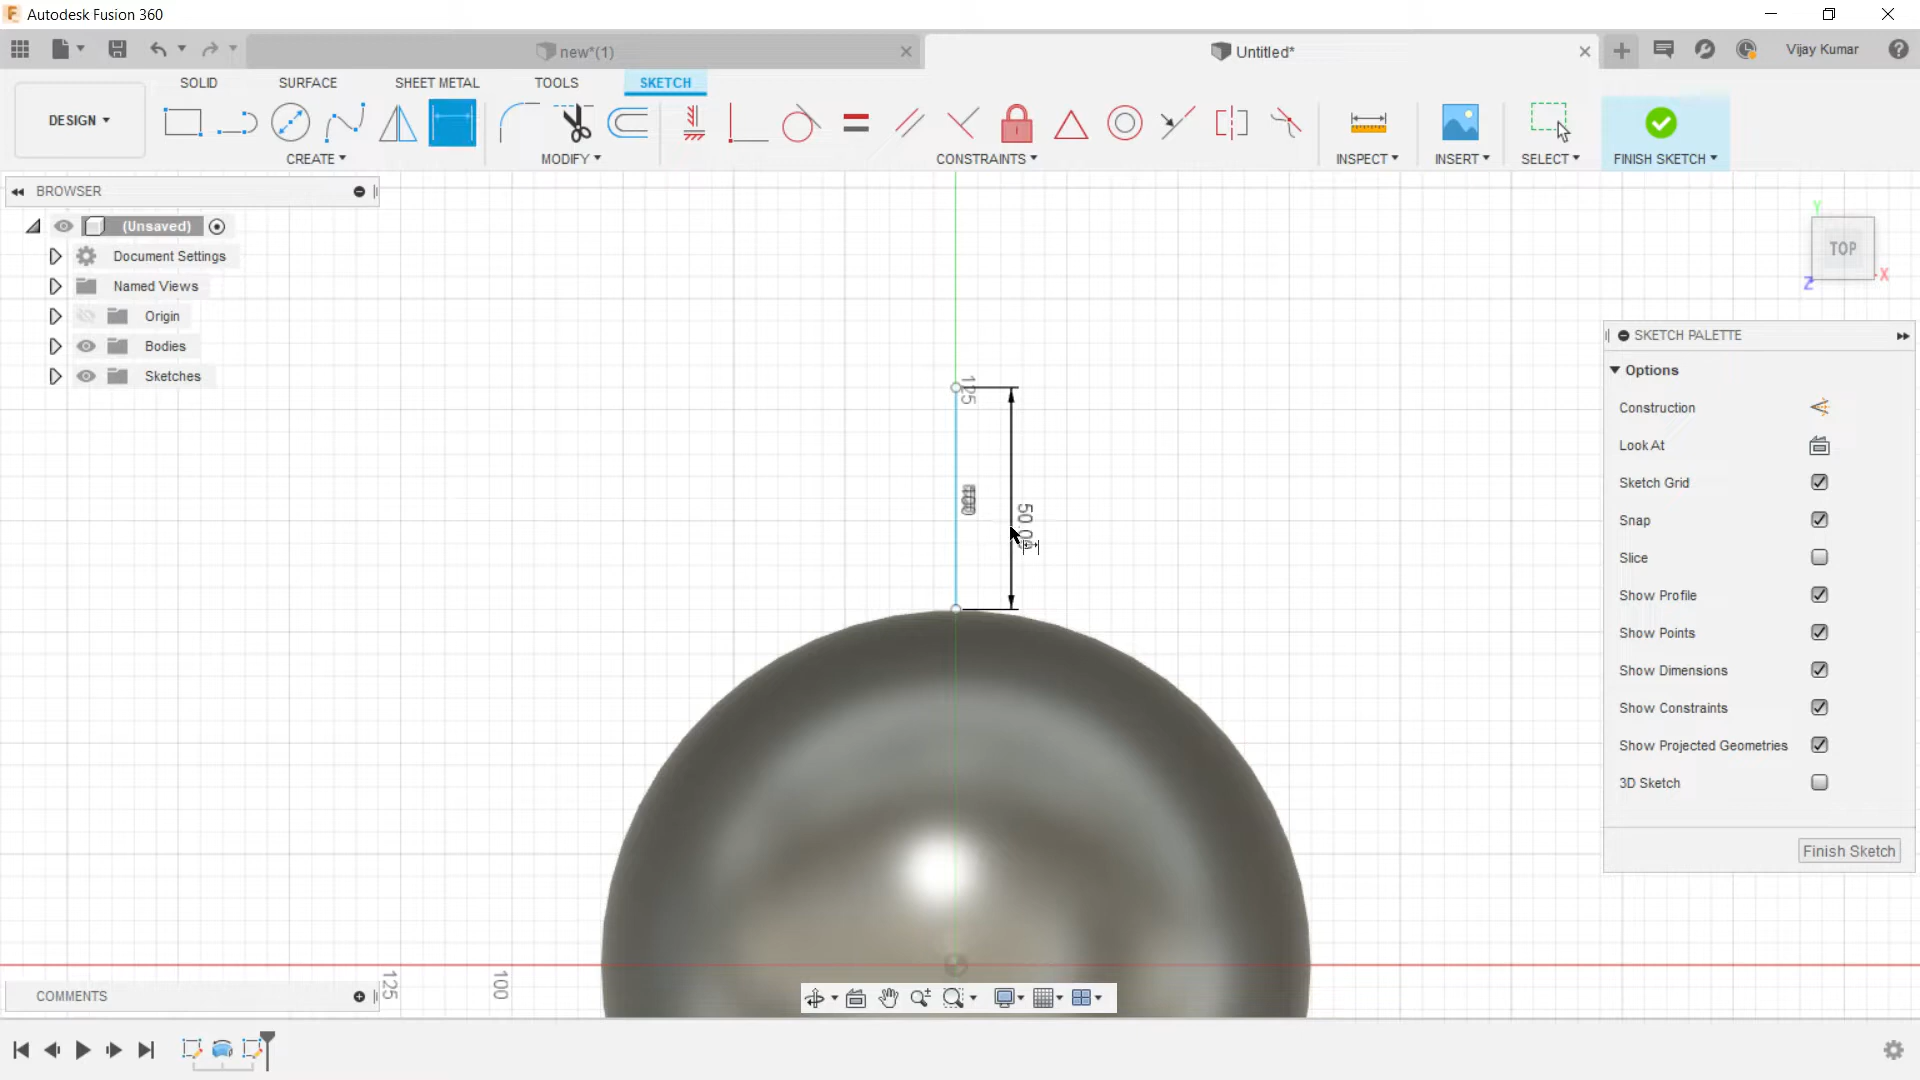 Autodesk Fusion 360
new*(1)
Untitled*
Vijay Kumar
SOLID
SURFACE
SHEET METAL
TOOLS
SKETCH
DESIGN
CREATE
MODIFY
CONSTRAINTS
INSPECT
INSERT
SELECT
FINISH SKETCH
BROWSER
(Unsaved)
Document Settings
Named Views
Origin
Bodies
Sketches
Y
TOP
X
Z
125
50.00
SKETCH PALETTE
Options
Construction
Look At
Sketch Grid
Snap
Slice
Show Profile
Show Points
Show Dimensions
Show Constraints
Show Projected Geometries
3D Sketch
Finish Sketch
125
100
COMMENTS